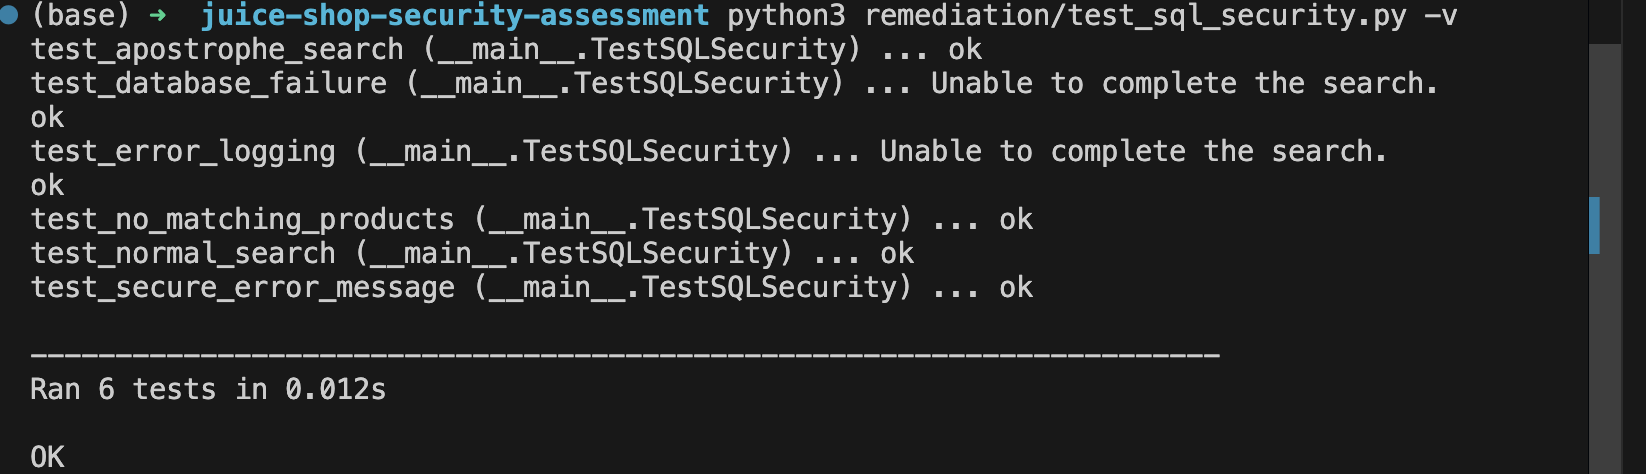 (base) ➜ juice-shop-security-assessment python3 remediation/test_sql_security.py -v
test_apostrophe_search (__main__.TestSQLSecurity) ... ok
test_database_failure (__main__.TestSQLSecurity) ... Unable to complete the search.
ok
test_error_logging (__main__.TestSQLSecurity) ... Unable to complete the search.
ok
test_no_matching_products (__main__.TestSQLSecurity) ... ok
test_normal_search (__main__.TestSQLSecurity) ... ok
test_secure_error_message (__main__.TestSQLSecurity) ... ok
----------------------------------------------------------------------
Ran 6 tests in 0.012s
OK